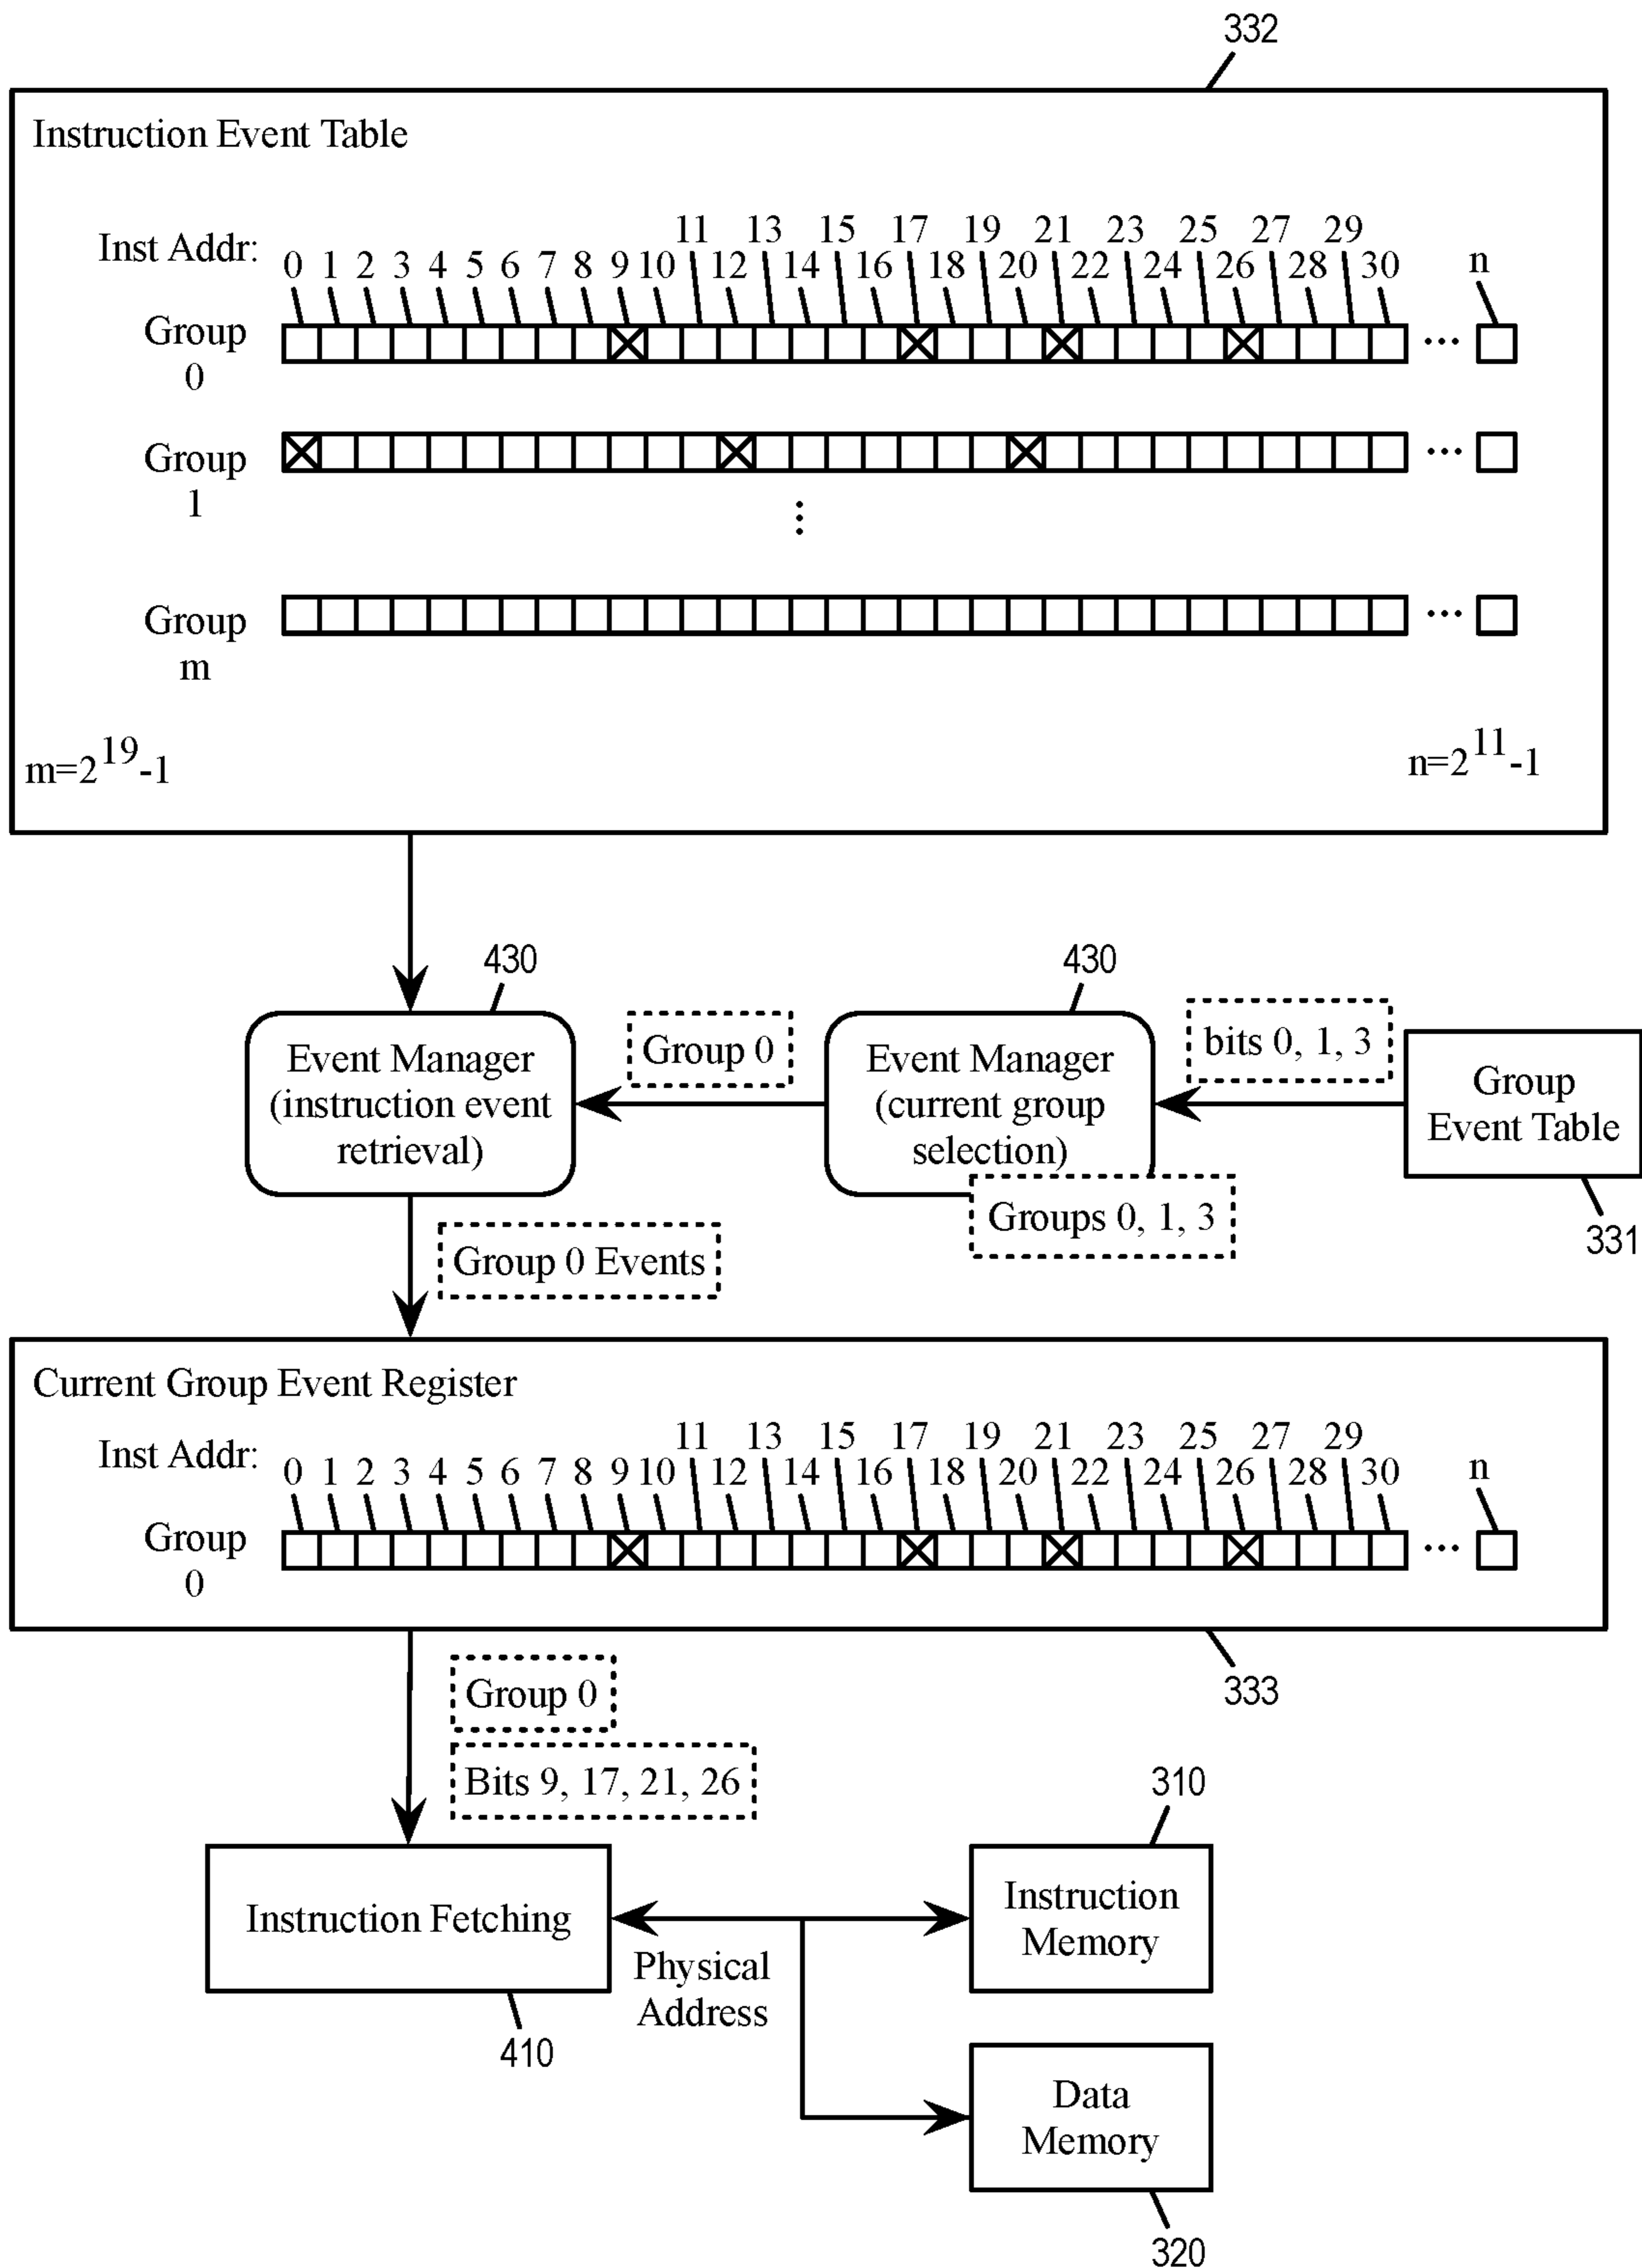 332
Instruction Event Table
11 13 15 17 19 21 23 25 27 29
Inst Addr: 0 1 2 3 4 5 6 7 8 9 10 12 14 16 18 20 22 24 26 28 30 n
Group
0
...
Group
1
...
⋮
Group
m
...
m=2^19-1
n=2^11-1
430
430
Event Manager
(instruction event
retrieval)
Group 0
Event Manager
(current group
selection)
bits 0, 1, 3
Group
Event Table
Groups 0, 1, 3
331
Group 0 Events
Current Group Event Register
11 13 15 17 19 21 23 25 27 29
Inst Addr: 0 1 2 3 4 5 6 7 8 9 10 12 14 16 18 20 22 24 26 28 30 n
Group
0
...
333
Group 0
Bits 9, 17, 21, 26
310
Instruction Fetching
Instruction
Memory
Physical
Address
410
Data
Memory
320